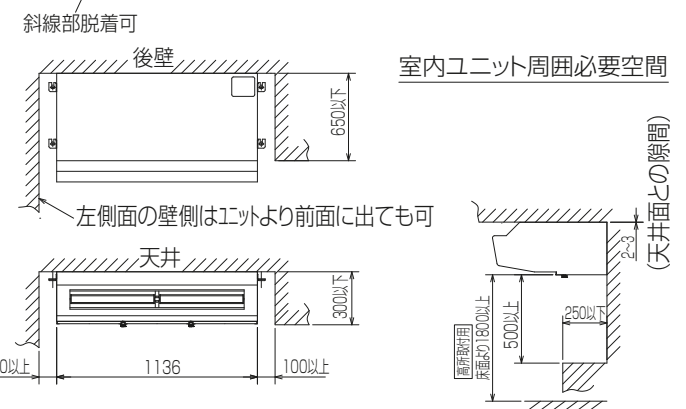 斜線部脱着可
後壁
室内ユニット周囲必要空間
650以下
左側面の壁側はユニットより前面に出ても可
天井
300以下
0以上
1136
100以上
2~3
(天井面との隙間)
高所取付用
床面より1800以上
500以上
250以下